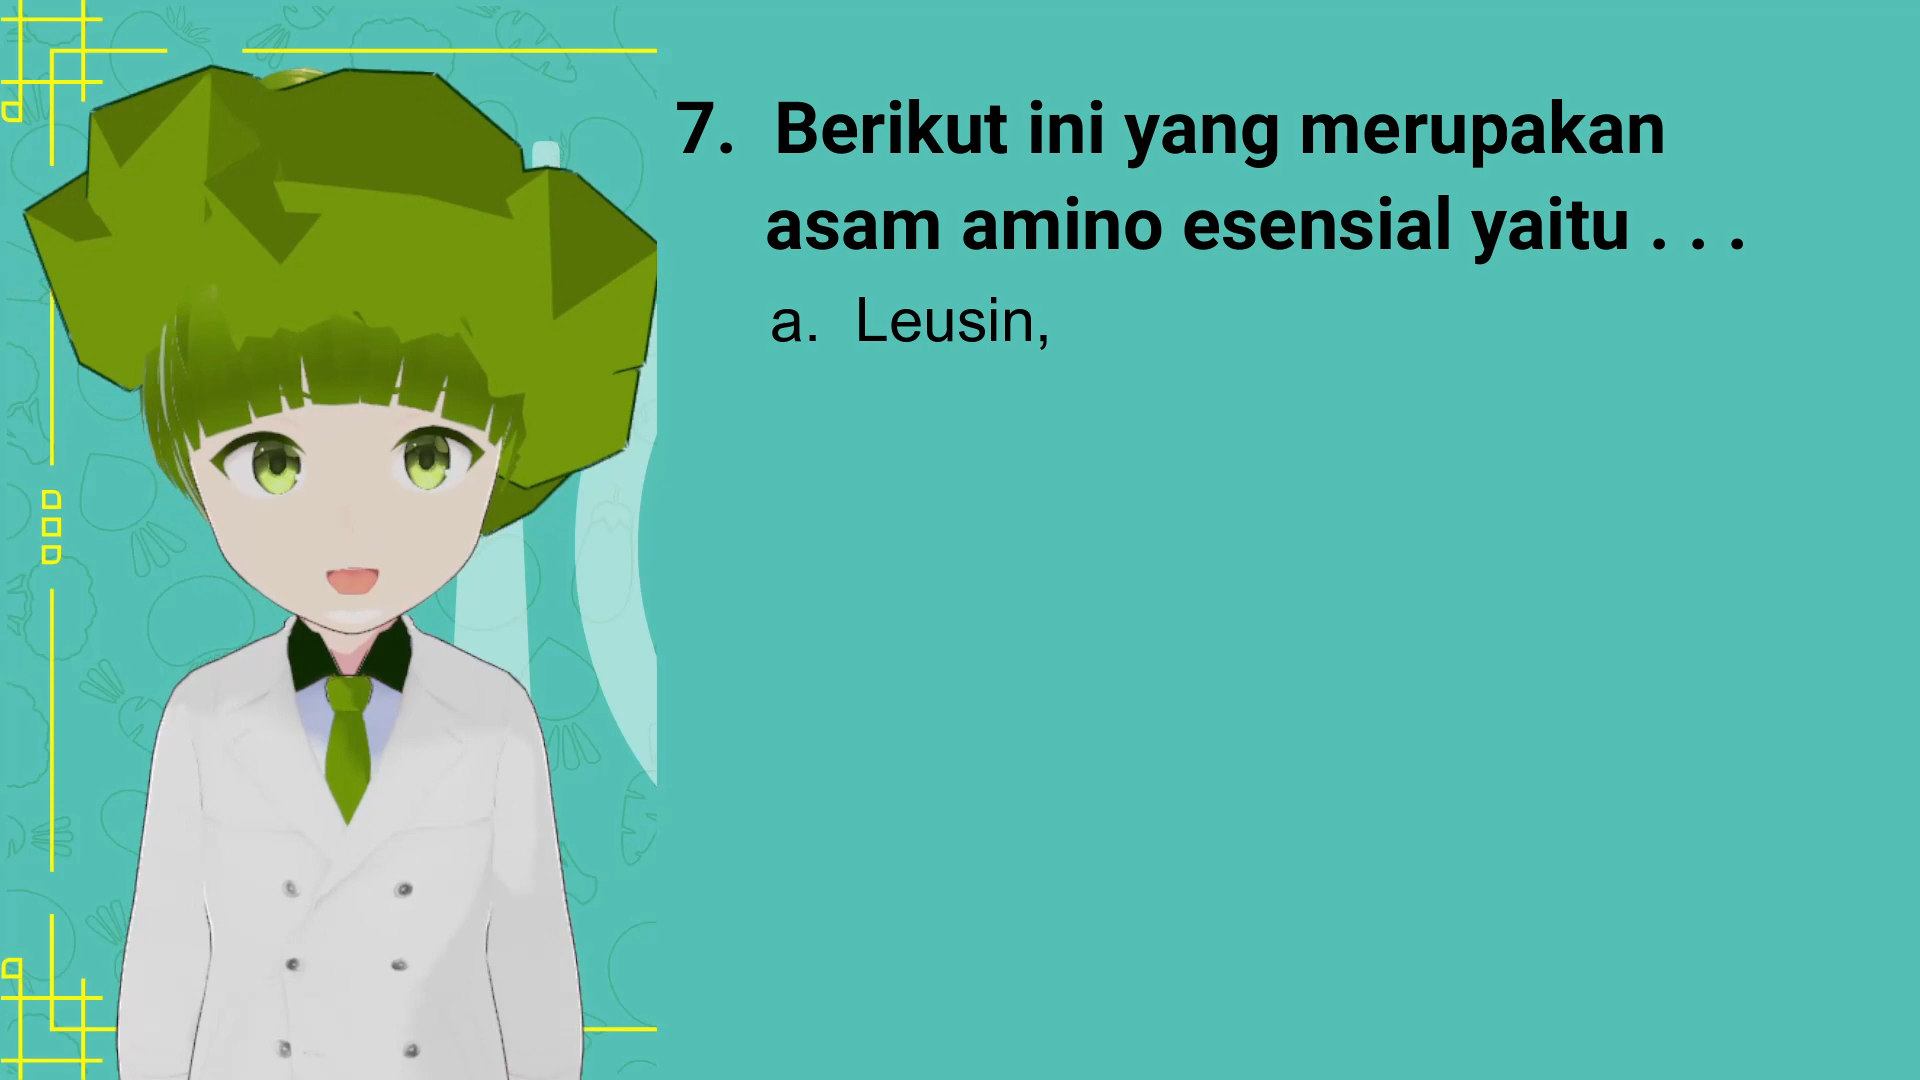 7. Berikut ini yang merupakan
asam amino esensial yaitu . . .
a. Leusin,